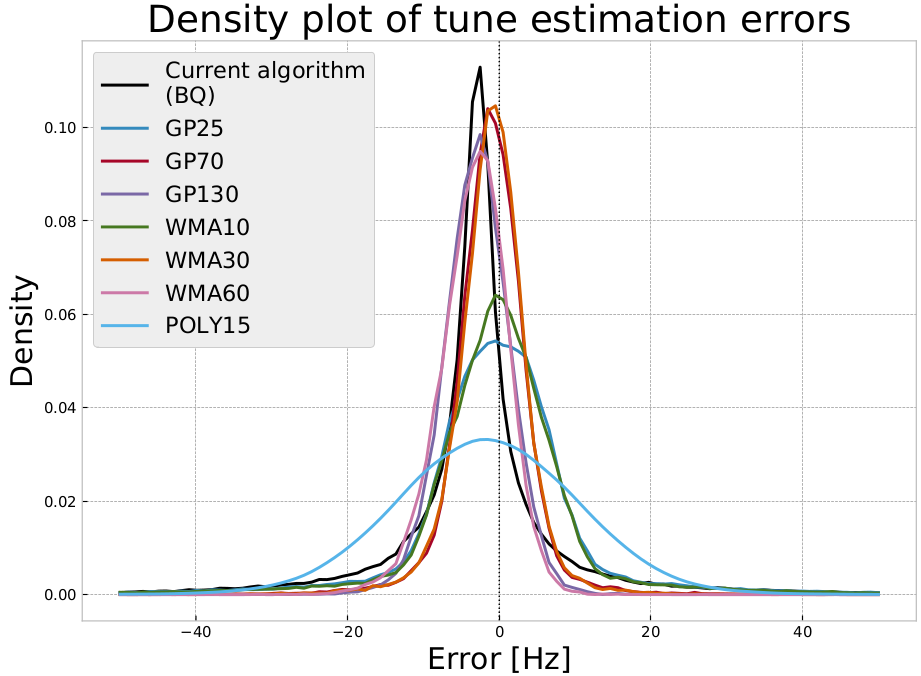 Density plot of tune estimation errors
Current algorithm
(BQ)
GP25
GP70
GP130
WMA10
WMA30
WMA60
POLY15
Density
0.10
0.08
0.06
0.04
0.02
0.00
−40
−20
0
20
40
Error [Hz]